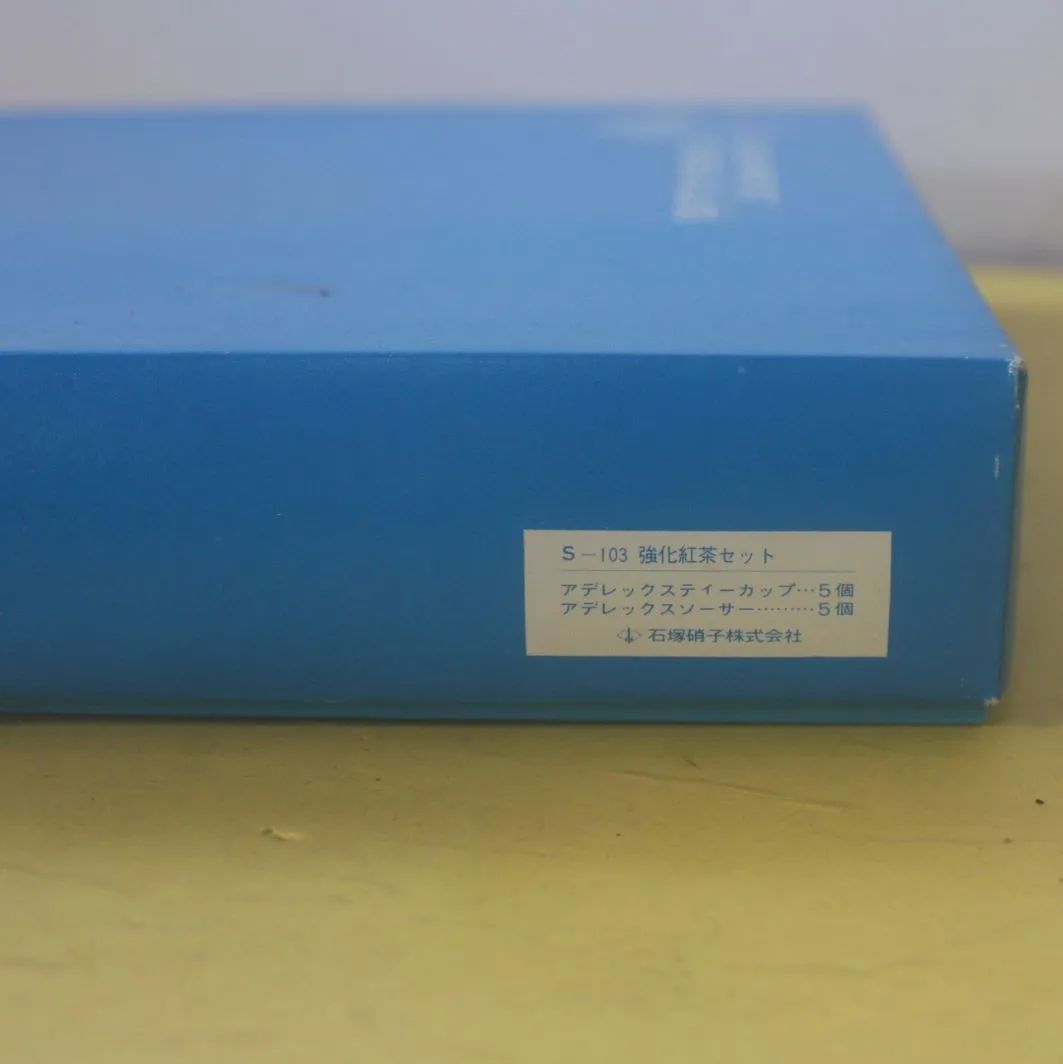 S-103 強化紅茶セット
アデレックスティーカップ…5個
アデレックスソーサー………5個
石塚硝子株式会社